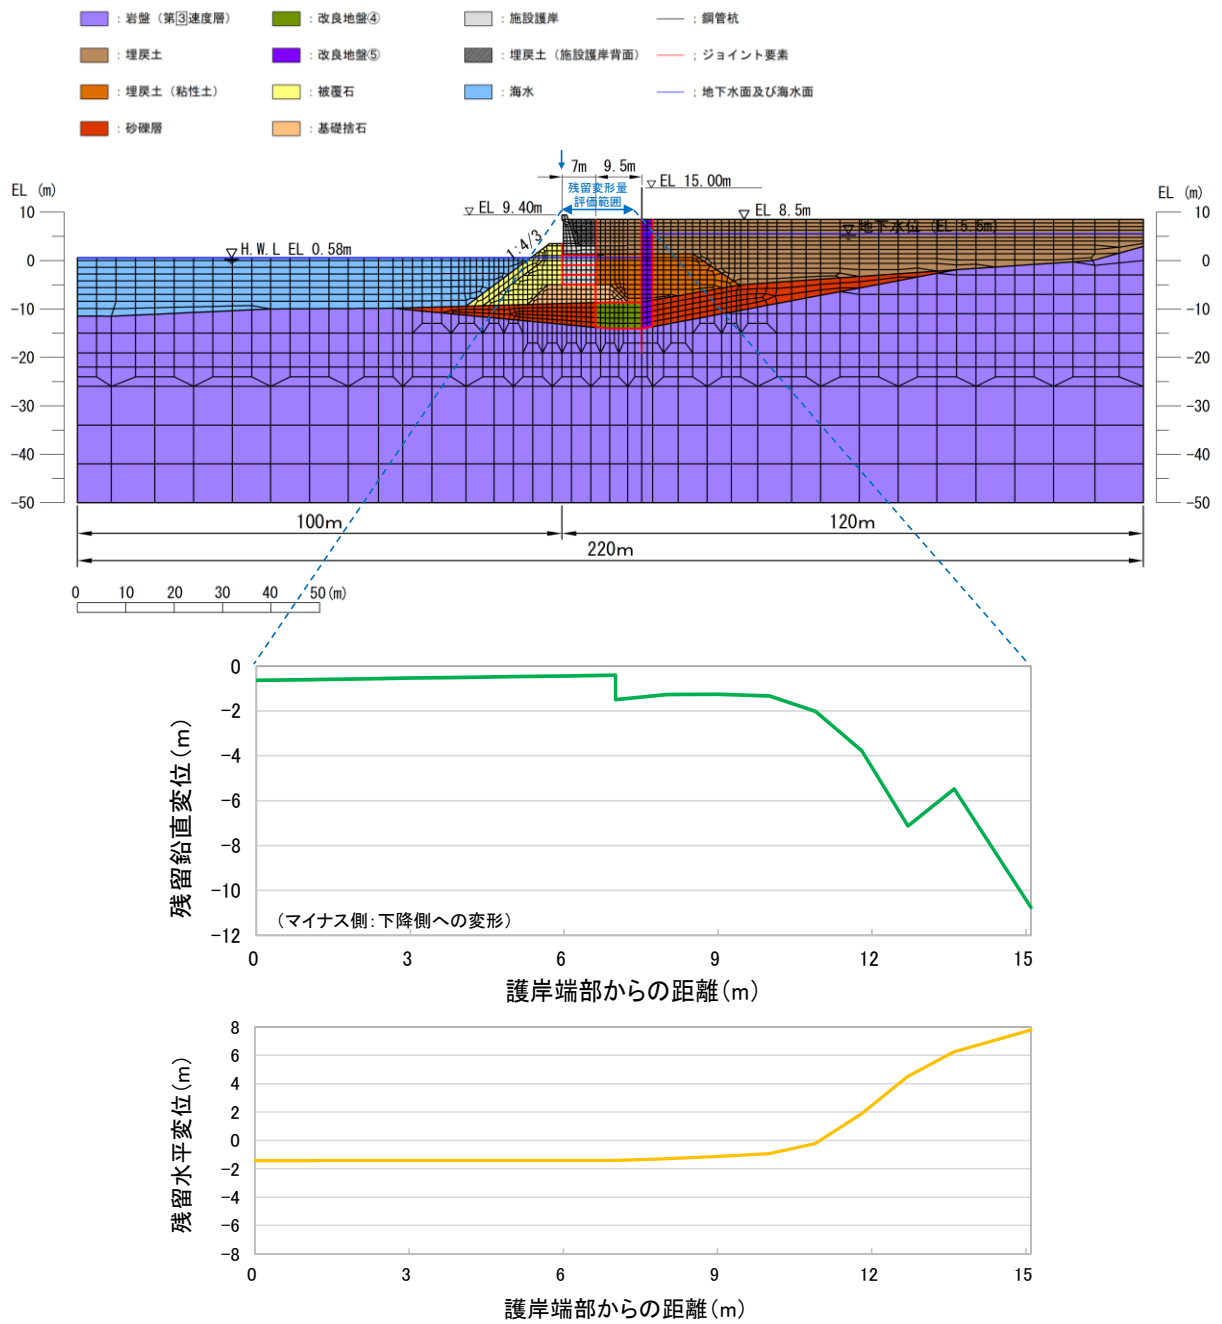 ：岩盤（第③速度層）　：改良地盤④　：施設護岸　；鋼管杭
：埋戻土　：改良地盤⑤　：埋戻土（施設護岸背面）　；ジョイント要素
：埋戻土（粘性土）　：被覆石　：海水　；地下水面及び海水面
：砂礫層　：基礎捨石
7m 9.5m
EL (m) 残留変形量 EL 15.00m EL (m)
評価範囲
10 EL 9.40m EL 8.5m 10
1:4/3 地下水位 (EL 5.5m)
H.W.L EL 0.58m
0 0
-10 -10
-20 -20
-30 -30
-40 -40
-50 -50
100m 120m
220m
0 10 20 30 40 50(m)
残留鉛直変位(m)
0
-2
-4
-6
-8
-10
-12
(マイナス側:下降側への変形)
0 3 6 9 12 15
護岸端部からの距離(m)
残留水平変位(m)
8
6
4
2
0
-2
-4
-6
-8
0 3 6 9 12 15
護岸端部からの距離(m)